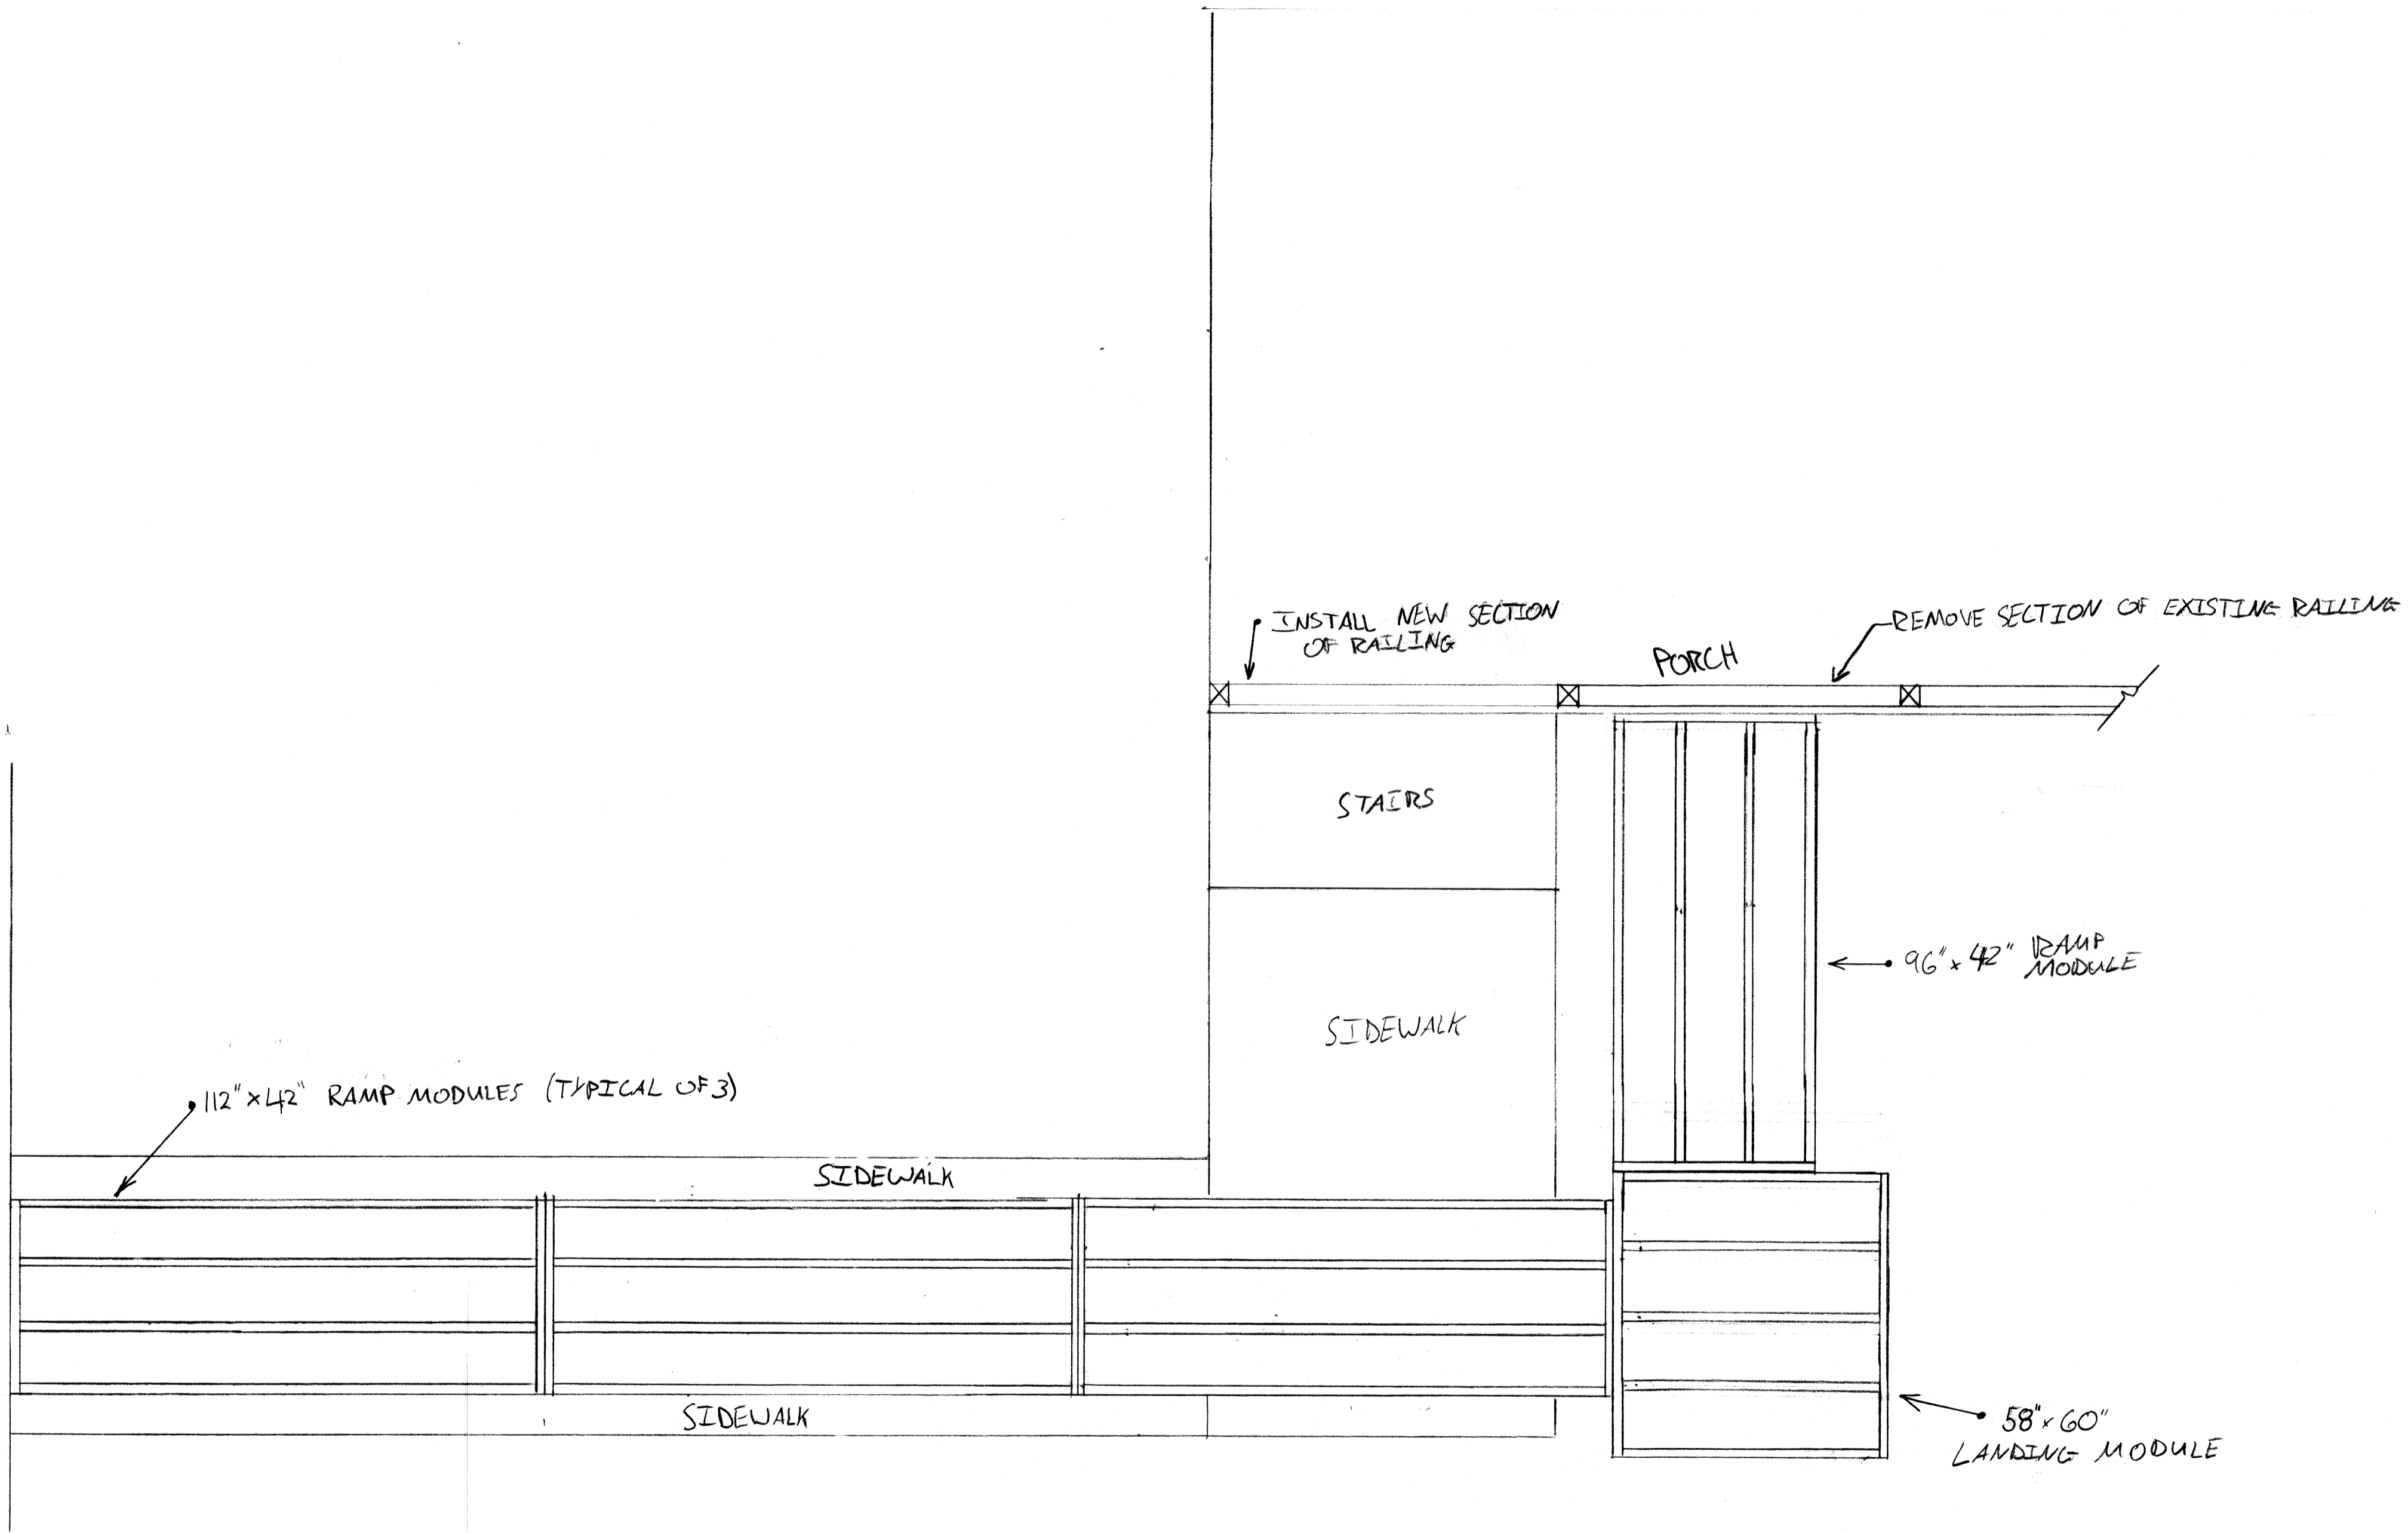 INSTALL NEW SECTION
OF RAILING
REMOVE SECTION OF EXISTING RAILING
PORCH
STAIRS
96" x 42" RAMP
MODULE
SIDEWALK
112" x 42" RAMP MODULES (TYPICAL OF 3)
SIDEWALK
SIDEWALK
58" x 60"
LANDING MODULE